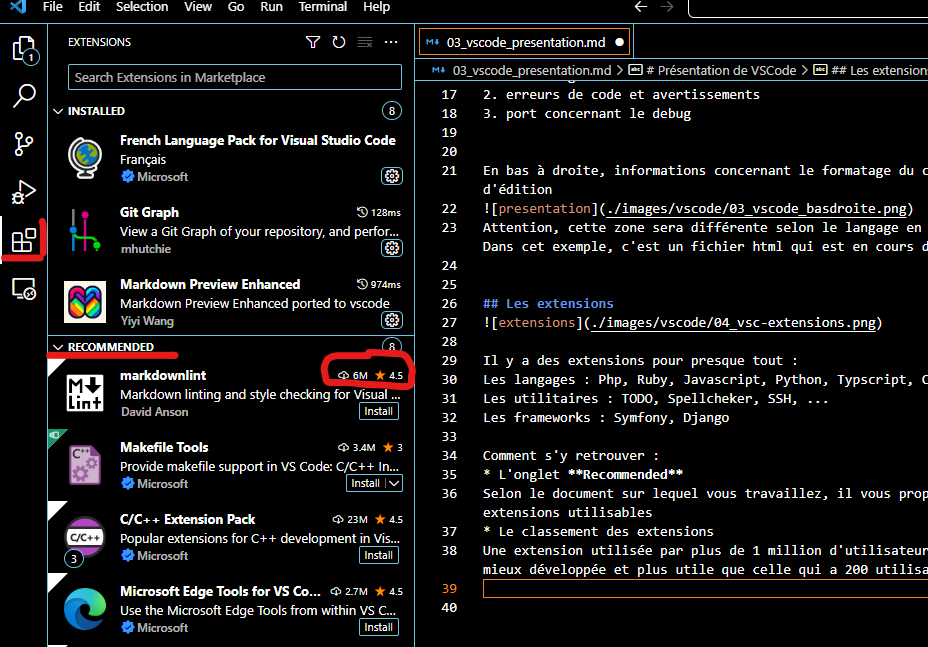 File Edit Selection View Go Run Terminal Help
EXTENSIONS
Search Extensions in Marketplace
INSTALLED 8
French Language Pack for Visual Studio Code
Français
Microsoft
Git Graph 128ms
View a Git Graph of your repository, and perfor...
mhutchie
Markdown Preview Enhanced 974ms
Markdown Preview Enhanced ported to vscode
Yiyi Wang
RECOMMENDED 8
markdownlint 6M 4.5
Markdown linting and style checking for Visual ...
David Anson Install
Makefile Tools 3.4M 3
Provide makefile support in VS Code: C/C++ In...
Microsoft Install
C/C++ Extension Pack 23M 4.5
Popular extensions for C++ development in Vis...
Microsoft Install
Microsoft Edge Tools for VS Co... 2.7M 4.5
Use the Microsoft Edge Tools from within VS C...
Microsoft Install
1
M↓
Lint
C++
C/C++
3
03_vscode_presentation.md
03_vscode_presentation.md > # Présentation de VSCode > ## Les extension
17 2. erreurs de code et avertissements
18 3. port concernant le debug
19
20
21 En bas à droite, informations concernant le formatage du c
d'édition
22 ![presentation](./images/vscode/03_vscode_basdroite.png)
23 Attention, cette zone sera différente selon le langage en
Dans cet exemple, c'est un fichier html qui est en cours d
24
25
26 ## Les extensions
27 ![extensions](./images/vscode/04_vsc-extensions.png)
28
29 Il y a des extensions pour presque tout :
30 Les langages : Php, Ruby, Javascript, Python, Typscript, C
31 Les utilitaires : TODO, Spellcheker, SSH, ...
32 Les frameworks : Symfony, Django
33
34 Comment s'y retrouver :
35 * L'onglet **Recommended**
36 Selon le document sur lequel vous travaillez, il vous prop
extensions utilisables
37 * Le classement des extensions
38 Une extension utilisée par plus de 1 million d'utilisateur
mieux développée et plus utile que celle qui a 200 utilisa
39
40